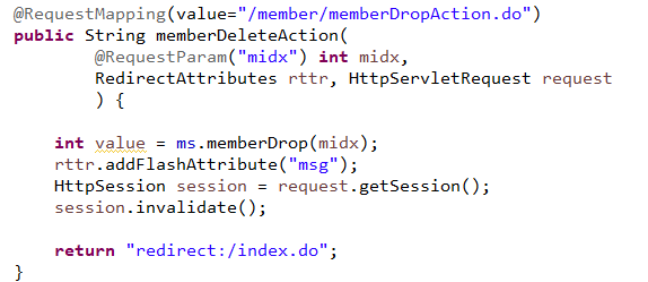 @RequestMapping(value="/member/memberDropAction.do")
public String memberDeleteAction(
@RequestParam("midx") int midx,
RedirectAttributes rttr, HttpServletRequest request
) {
int value = ms.memberDrop(midx);
rttr.addFlashAttribute("msg");
HttpSession session = request.getSession();
session.invalidate();
return "redirect:/index.do";
}